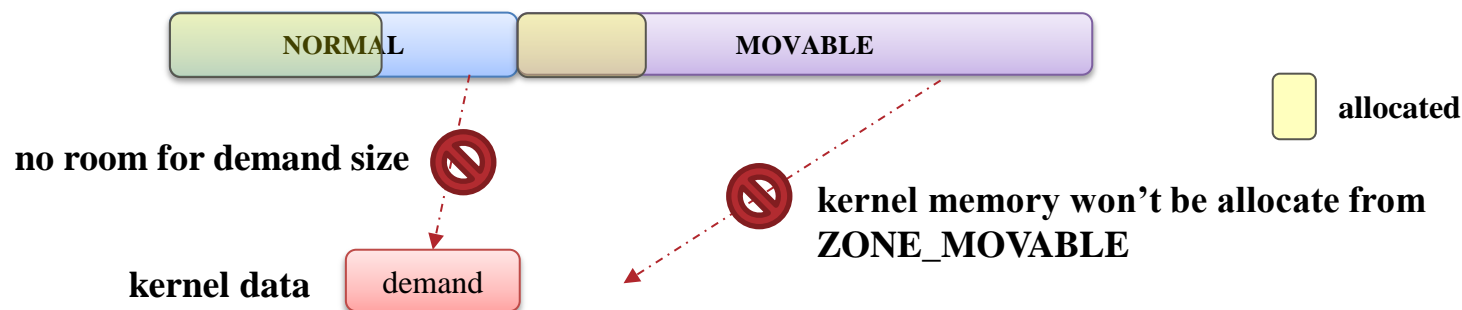 NORMAL
MOVABLE
allocated
no room for demand size
kernel memory won’t be allocate from
ZONE_MOVABLE
kernel data
demand